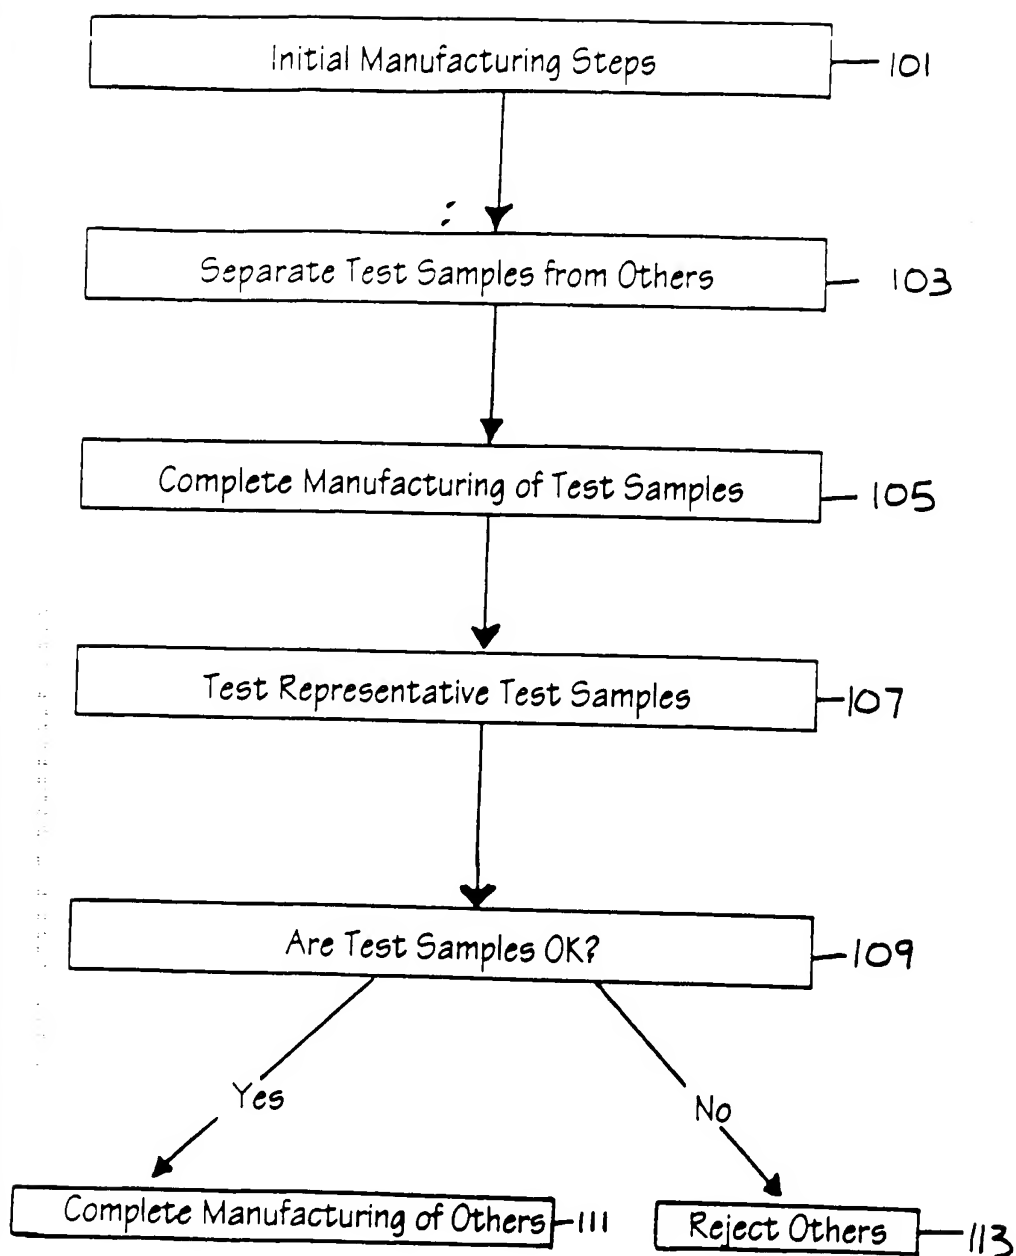 Initial Manufacturing Steps 101
Separate Test Samples from Others 103
Complete Manufacturing of Test Samples 105
Test Representative Test Samples 107
Are Test Samples OK? 109
Yes
No
Complete Manufacturing of Others 111
Reject Others 113